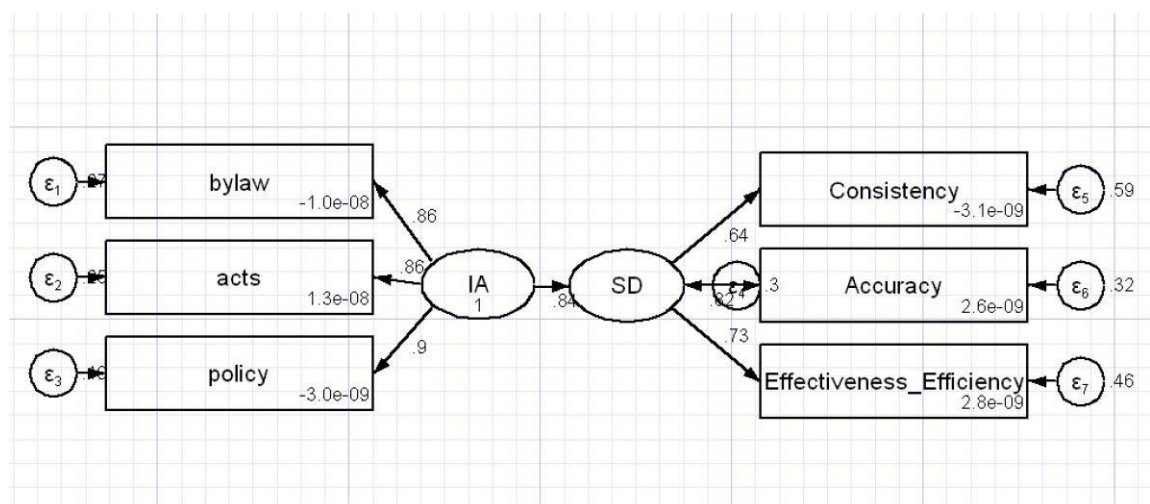 ε1
bylaw
-1.0e-08
.86
ε2
acts
1.3e-08
.86
ε3
policy
-3.0e-09
.9
IA
1
.84
SD
.3
.64
Consistency
-3.1e-09
ε5
.59
.82
Accuracy
2.6e-09
ε6
.32
.73
Effectiveness_Efficiency
2.8e-09
ε7
.46